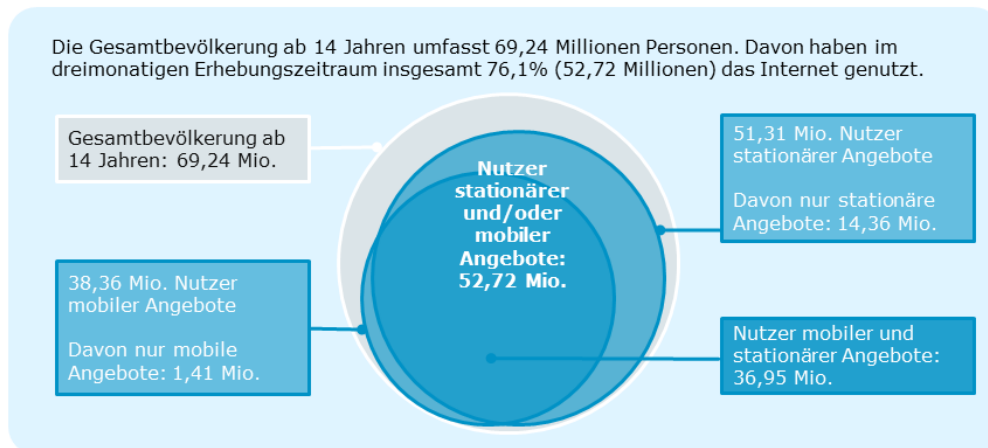 Die Gesamtbevölkerung ab 14 Jahren umfasst 69,24 Millionen Personen. Davon haben im
dreimonatigen Erhebungszeitraum insgesamt 76,1% (52,72 Millionen) das Internet genutzt.
Gesamtbevölkerung ab
14 Jahren: 69,24 Mio.
Nutzer
stationärer
und/oder
mobiler
Angebote:
52,72 Mio.
51,31 Mio. Nutzer
stationärer Angebote
Davon nur stationäre
Angebote: 14,36 Mio.
38,36 Mio. Nutzer
mobiler Angebote
Davon nur mobile
Angebote: 1,41 Mio.
Nutzer mobiler und
stationärer Angebote:
36,95 Mio.